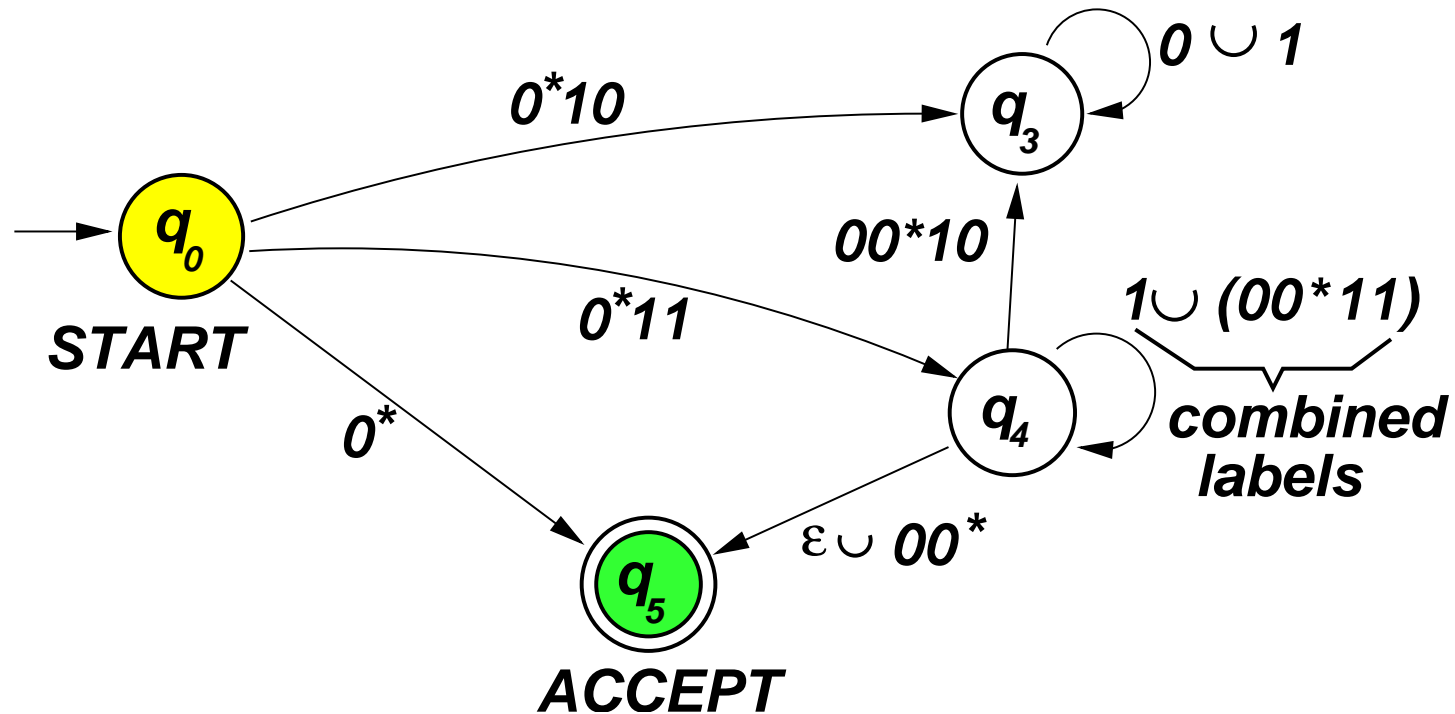 0 ∪ 1
0*10
q3
q0
00*10
START
0*11
1∪ (00*11)
q4
combined
labels
0*
ε∪ 00*
q5
ACCEPT